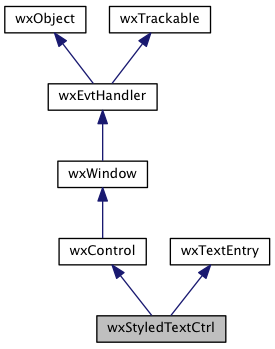 wxObject
wxTrackable
wxEvtHandler
wxWindow
wxControl
wxTextEntry
wxStyledTextCtrl